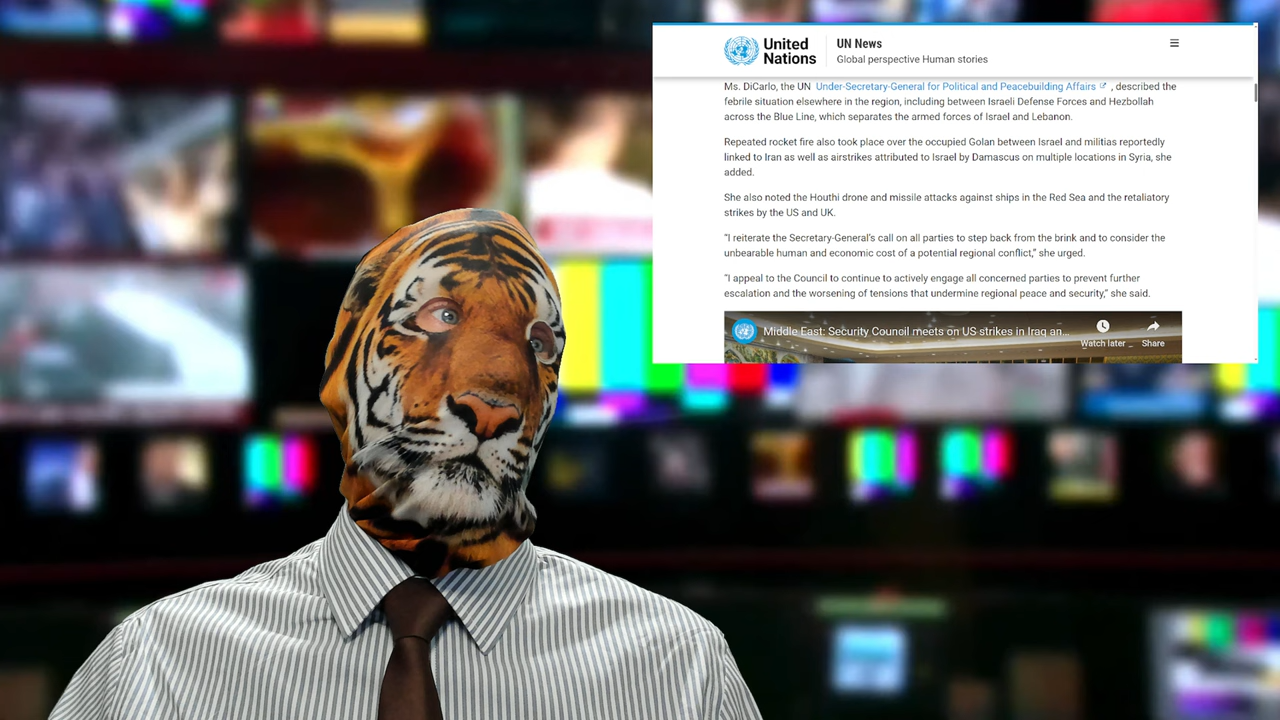 United
Nations
UN News
Global perspective Human stories
Ms. DiCarlo, the UN Under-Secretary-General for Political and Peacebuilding Affairs , described the
febrile situation elsewhere in the region, including between Israeli Defense Forces and Hezbollah
across the Blue Line, which separates the armed forces of Israel and Lebanon.
Repeated rocket fire also took place over the occupied Golan between Israel and militias reportedly
linked to Iran as well as airstrikes attributed to Israel by Damascus on multiple locations in Syria, she
added.
She also noted the Houthi drone and missile attacks against ships in the Red Sea and the retaliatory
strikes by the US and UK.
“I reiterate the Secretary-General’s call on all parties to step back from the brink and to consider the
unbearable human and economic cost of a potential regional conflict,” she urged.
“I appeal to the Council to continue to actively engage all concerned parties to prevent further
escalation and the worsening of tensions that undermine regional peace and security,” she said.
Middle East: Security Council meets on US strikes in Iraq an...
Watch later
Share